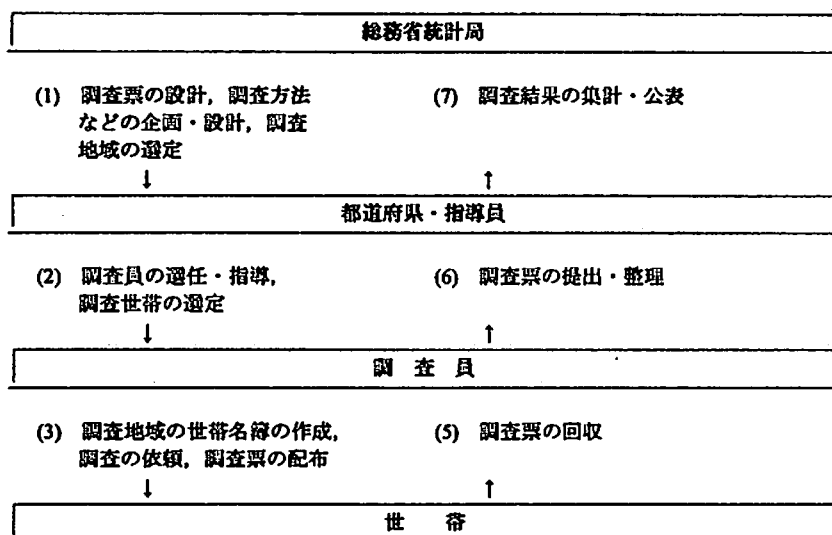 総務省統計局
(1) 調査票の設計，調査方法
などの企画・設計，調査
地域の選定
(7) 調査結果の集計・公表
↓ ↑
都道府県・指導員
(2) 調査員の選任・指導，
調査世帯の選定
(6) 調査票の提出・整理
↓ ↑
調 査 員
(3) 調査地域の世帯名簿の作成，
調査の依頼，調査票の配布
(5) 調査票の回収
↓ ↑
世 帯